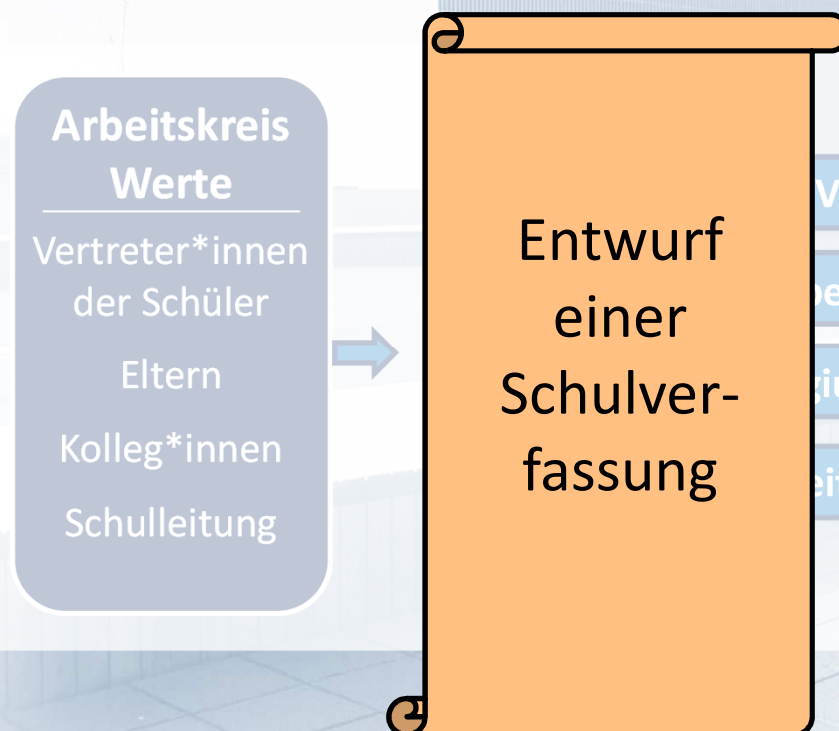 Arbeitskreis
Werte
Vertreter*innen
der Schüler
Eltern
Kolleg*innen
Schulleitung
Entwurf
einer
Schulver-
fassung